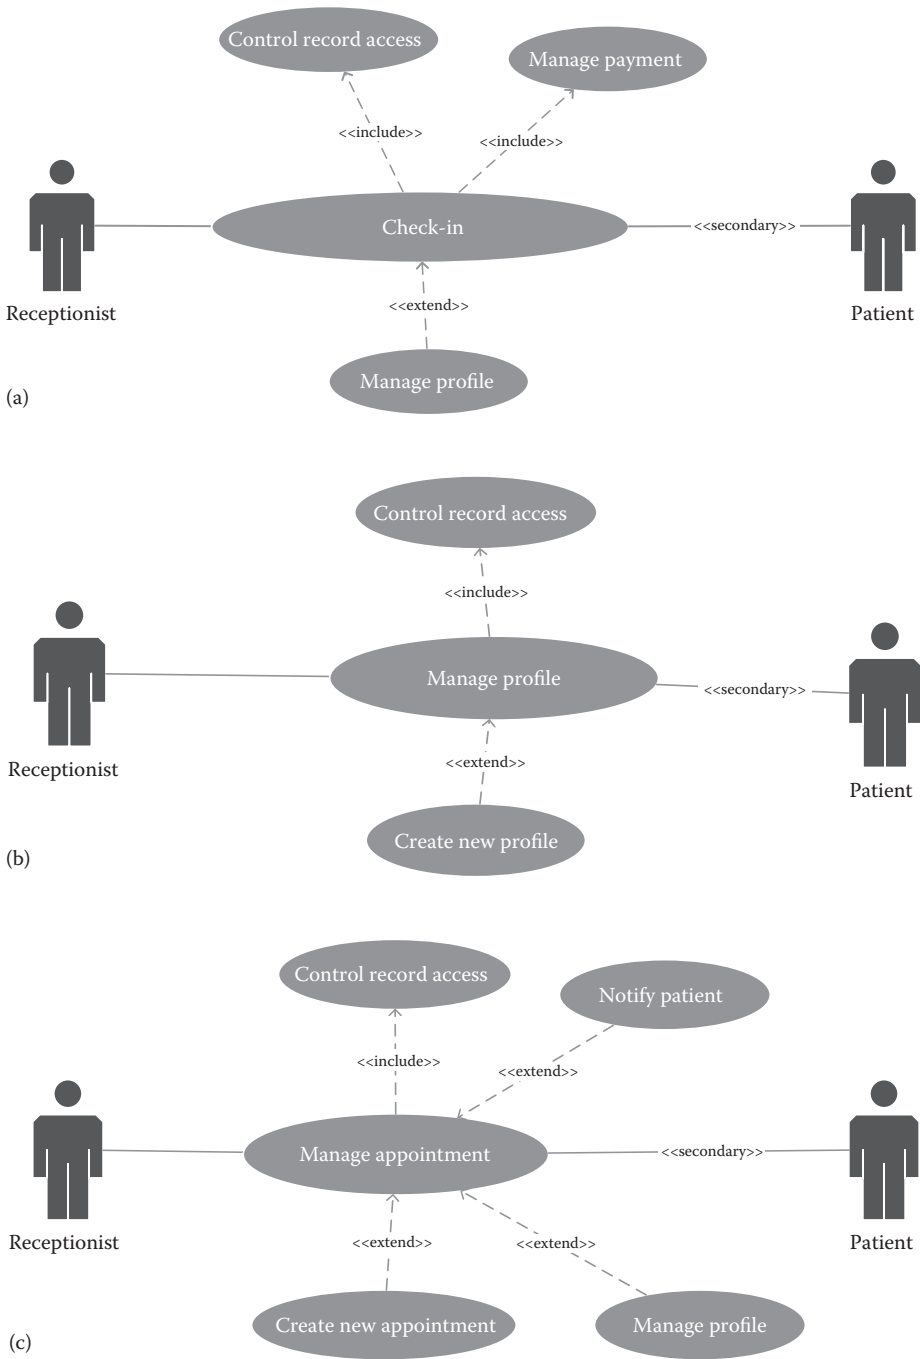 Control record access
Manage payment
<<include>>
<<include>>
Check-in
<<secondary>>
Receptionist
<<extend>>
Patient
Manage profile
(a)
Control record access
<<include>>
Manage profile
<<secondary>>
Receptionist
<<extend>>
Patient
Create new profile
(b)
Control record access
Notify patient
<<include>>
<<extend>>
Manage appointment
<<secondary>>
Receptionist
<<extend>>
<<extend>>
Patient
Create new appointment
Manage profile
(c)